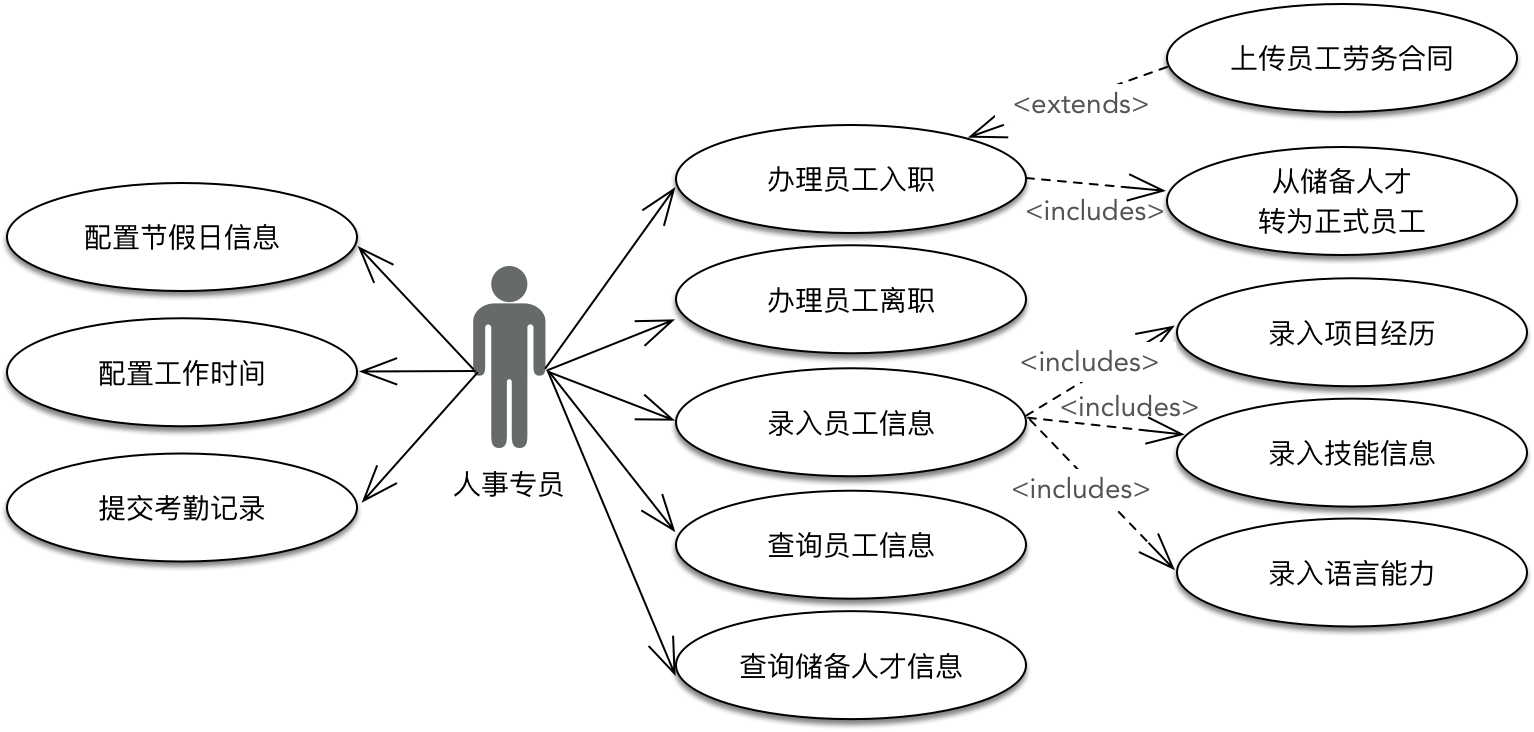 上传员工劳务合同
<extends>
办理员工入职
从储备人才
转为正式员工
<includes>
配置节假日信息
办理员工离职
录入项目经历
<includes>
配置工作时间
<includes>
录入员工信息
录入技能信息
人事专员
<includes>
提交考勤记录
查询员工信息
录入语言能力
查询储备人才信息